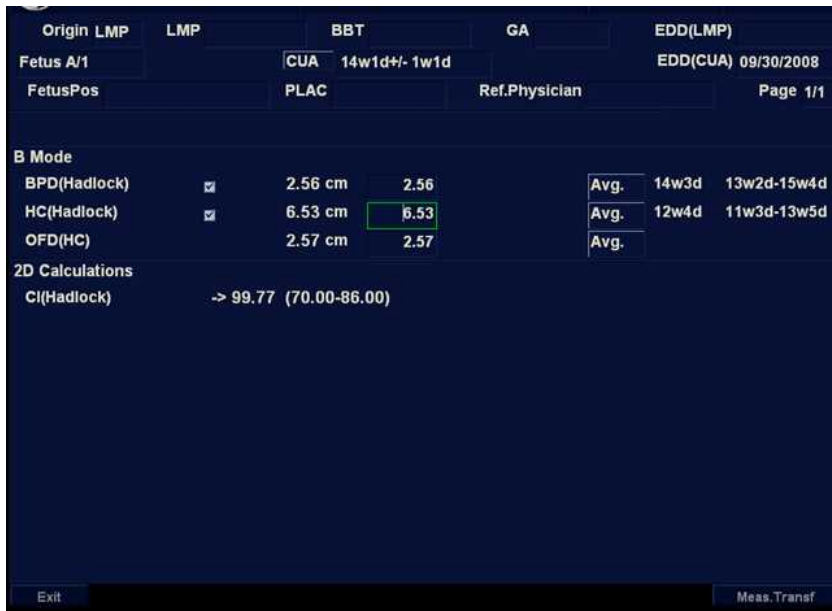 Origin LMP LMP BBT GA EDD(LMP)
Fetus A/1 CUA 14w1d+/- 1w1d EDD(CUA) 09/30/2008
FetusPos PLAC Ref.Physician Page 1/1
B Mode
BPD(Hadlock) 2.56 cm 2.56 Avg. 14w3d 13w2d-15w4d
HC(Hadlock) 6.53 cm 6.53 Avg. 12w4d 11w3d-13w5d
OFD(HC) 2.57 cm 2.57 Avg.
2D Calculations
CI(Hadlock) -> 99.77 (70.00-86.00)
Exit Meas.Transf